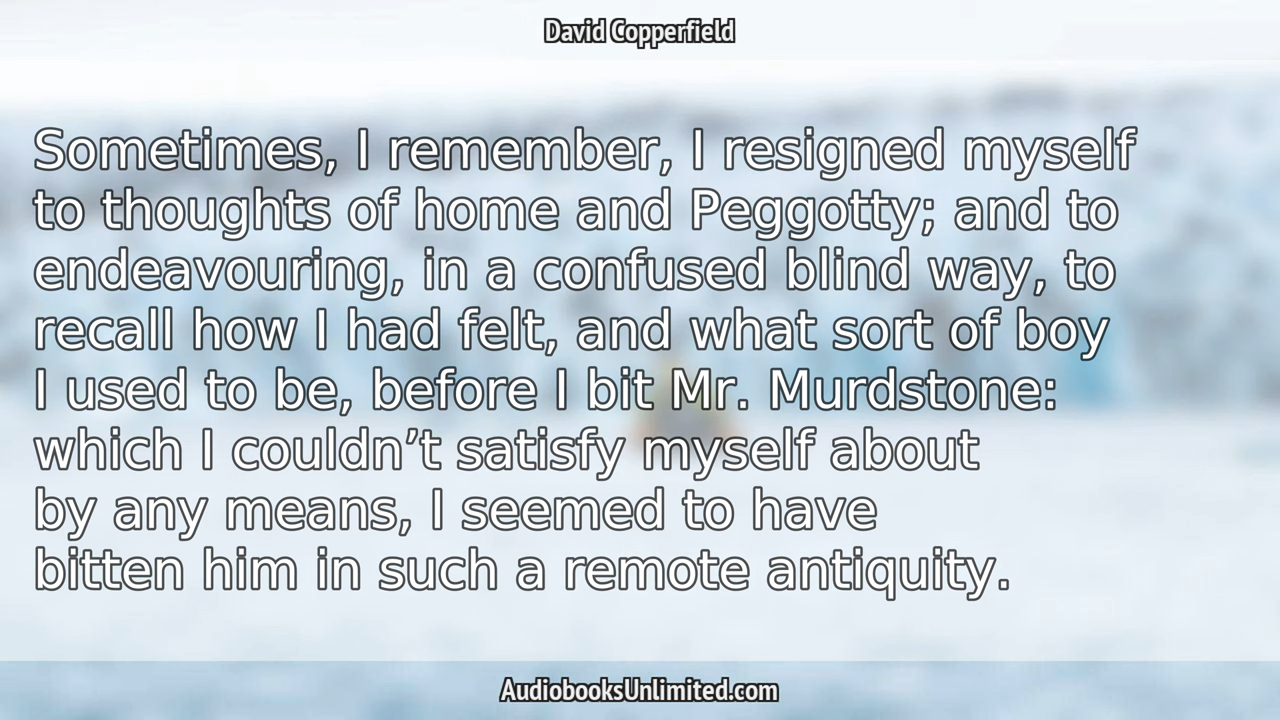 David Copperfield
Sometimes, I remember, I resigned myself
to thoughts of home and Peggotty; and to
endeavouring, in a confused blind way, to
recall how I had felt, and what sort of boy
I used to be, before I bit Mr. Murdstone:
which I couldn’t satisfy myself about
by any means, I seemed to have
bitten him in such a remote antiquity.
AudiobooksUnlimited.com